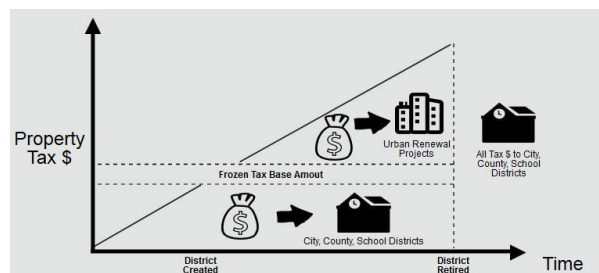 Property
Tax $
Frozen Tax Base Amout
$
Urban Renewal
Projects
All Tax $ to City,
County, School
Districts
$
City, County, School Districts
District
Created
District
Retired
Time